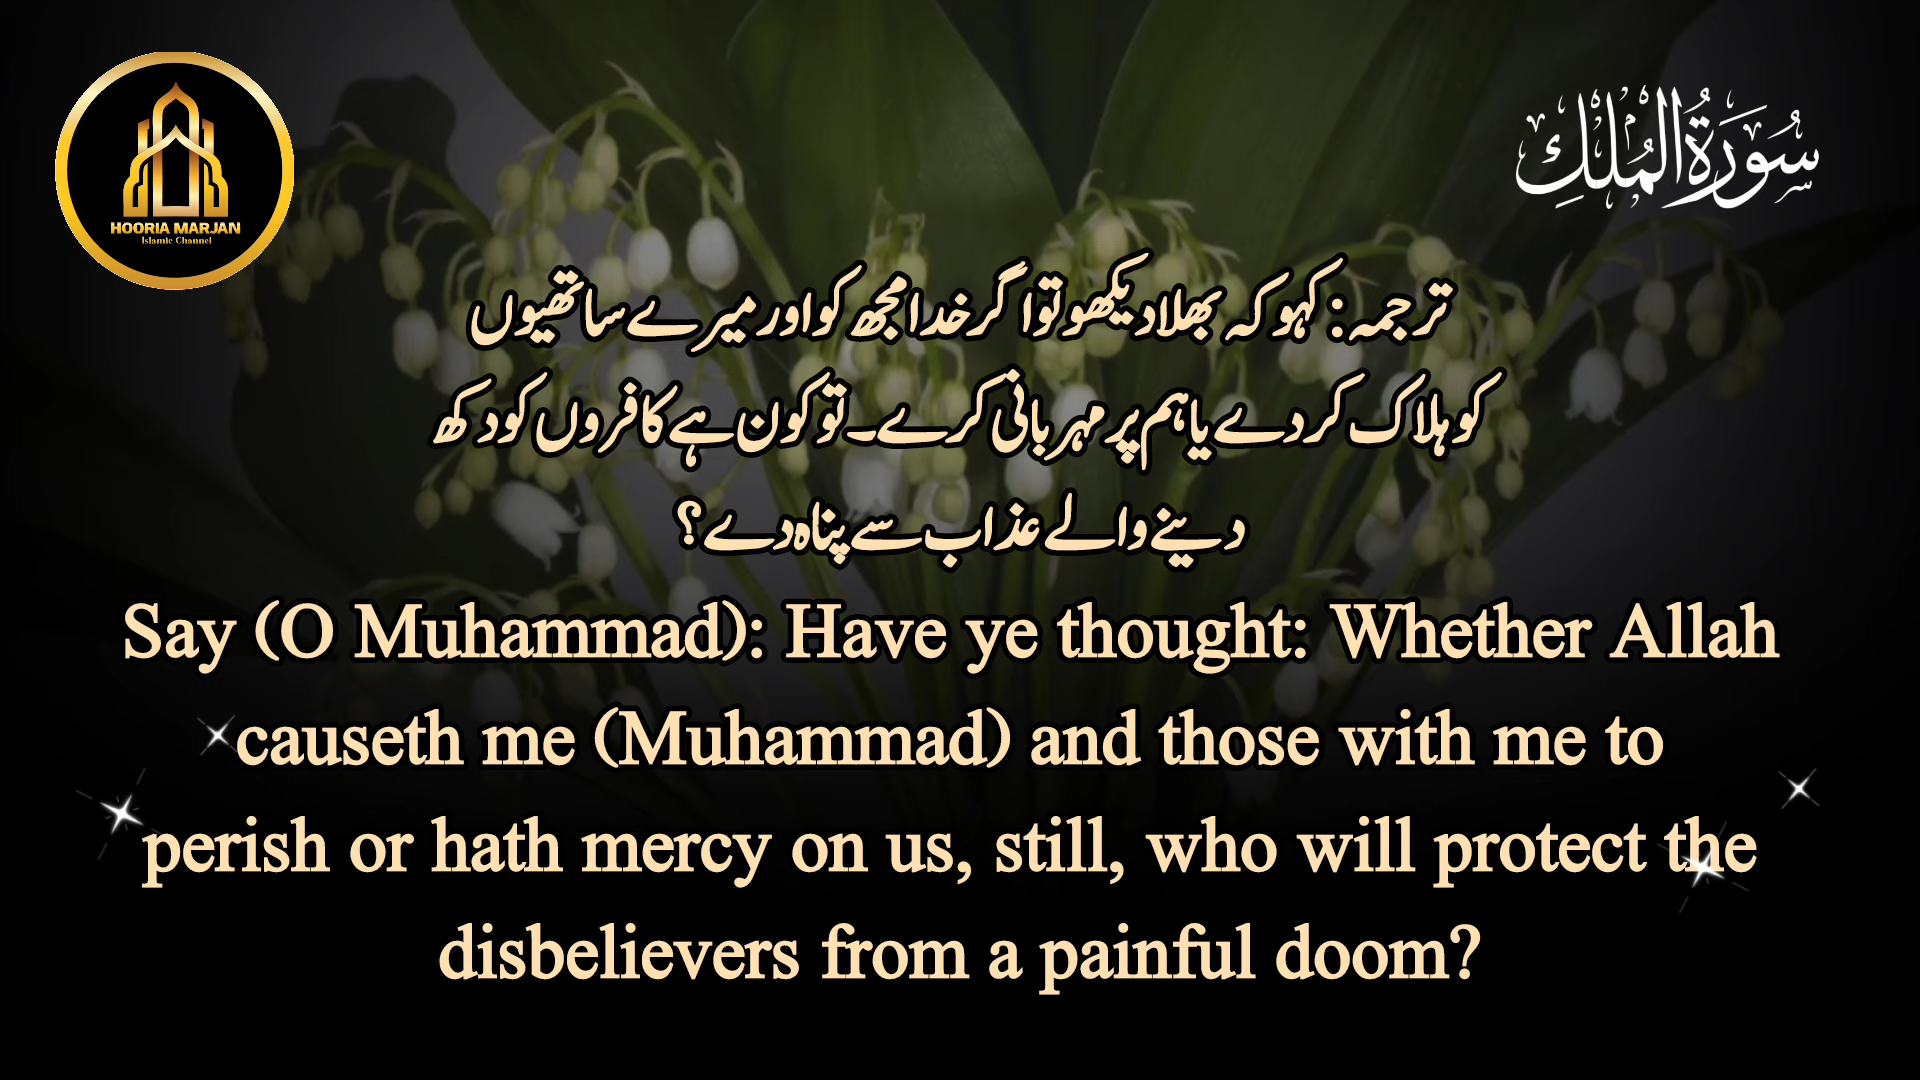 HOORIA MARJAN
Islamic Channel
سُورَةُ الْمُلْكِ
ترجمہ: کہو کہ بھلا دیکھو تو اگر خدا مجھ کو اور میرے ساتھیوں
کو ہلاک کر دے یا ہم پر مہربانی کرے۔ تو کون ہے کافروں کو دکھ
دینے والے عذاب سے پناہ دے؟
Say (O Muhammad): Have ye thought: Whether Allah
causeth me (Muhammad) and those with me to
perish or hath mercy on us, still, who will protect the
disbelievers from a painful doom?